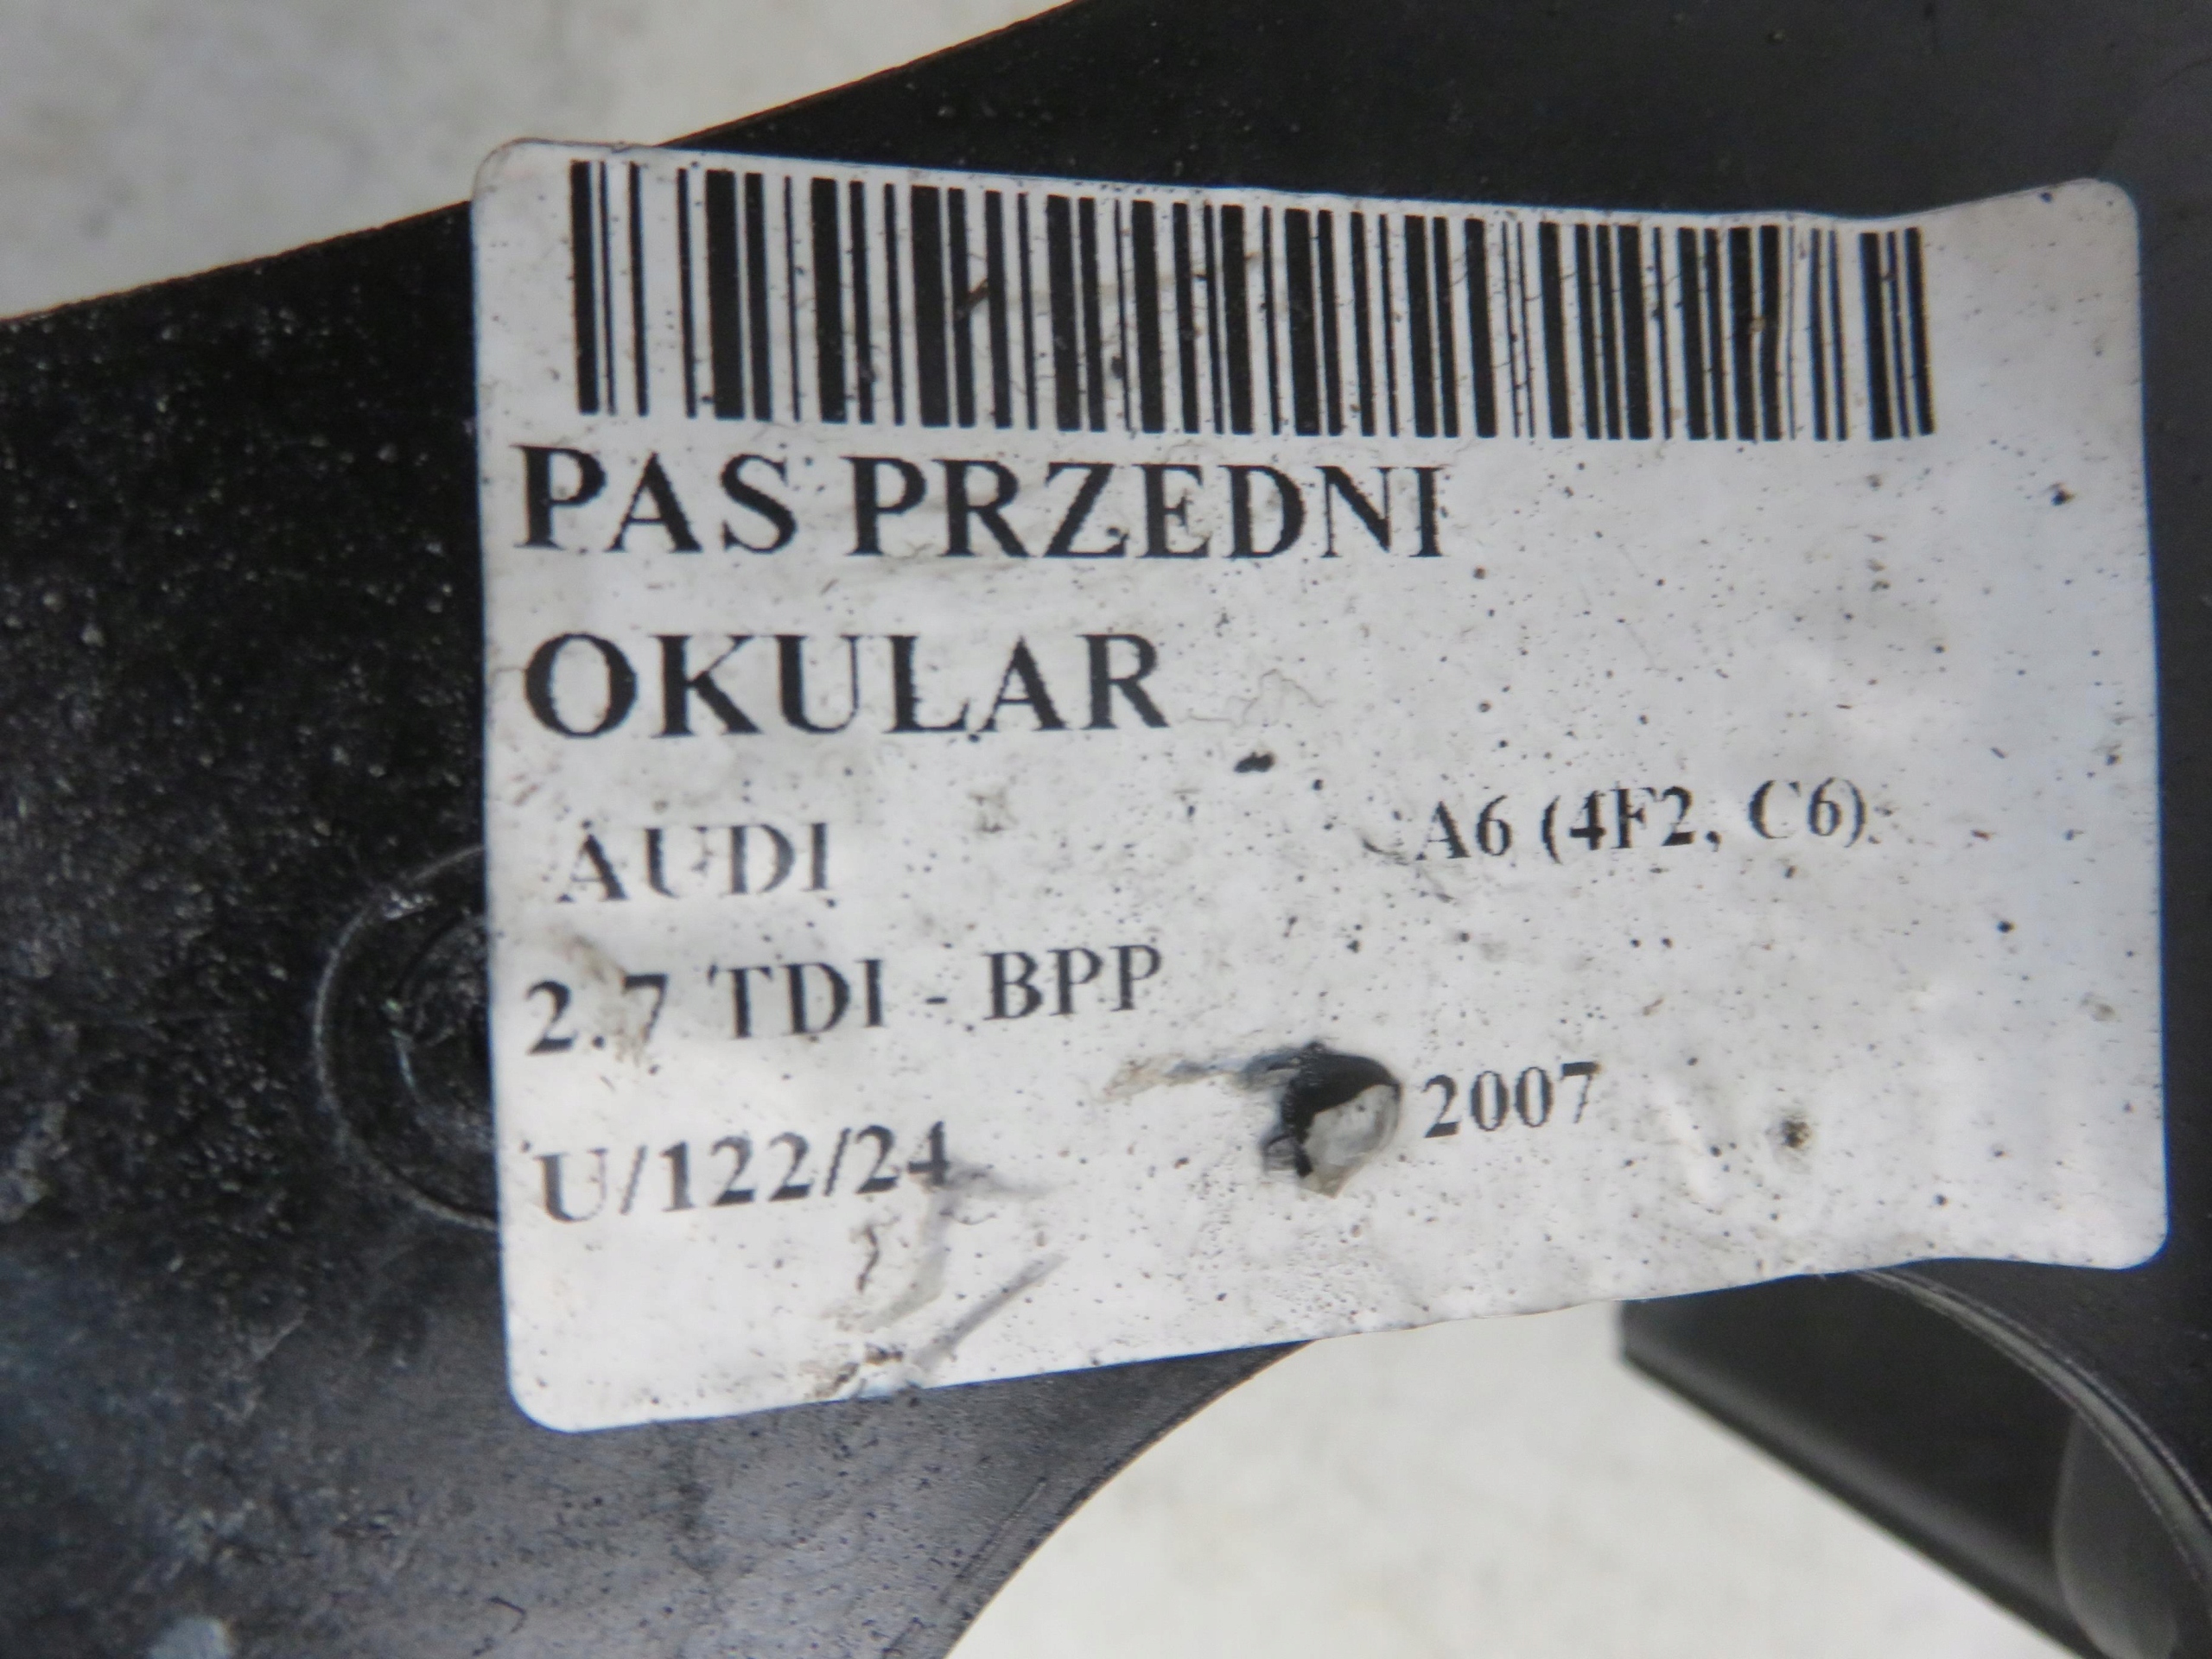 PAS PRZEDNI
OKULAR
AUDI A6 (4F2, C6)
2.7 TDI - BPP
U/122/24 2007